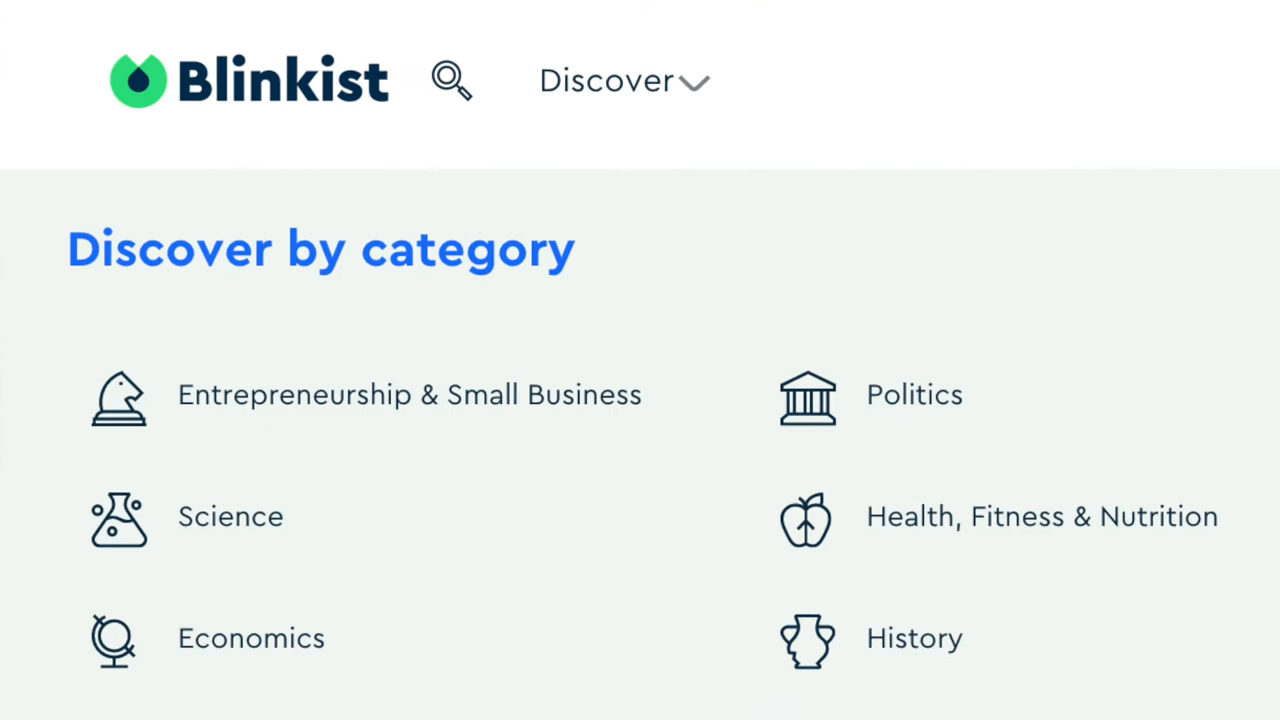 Blinkist
Discover
Discover by category
Entrepreneurship & Small Business
Politics
Science
Health, Fitness & Nutrition
Economics
History